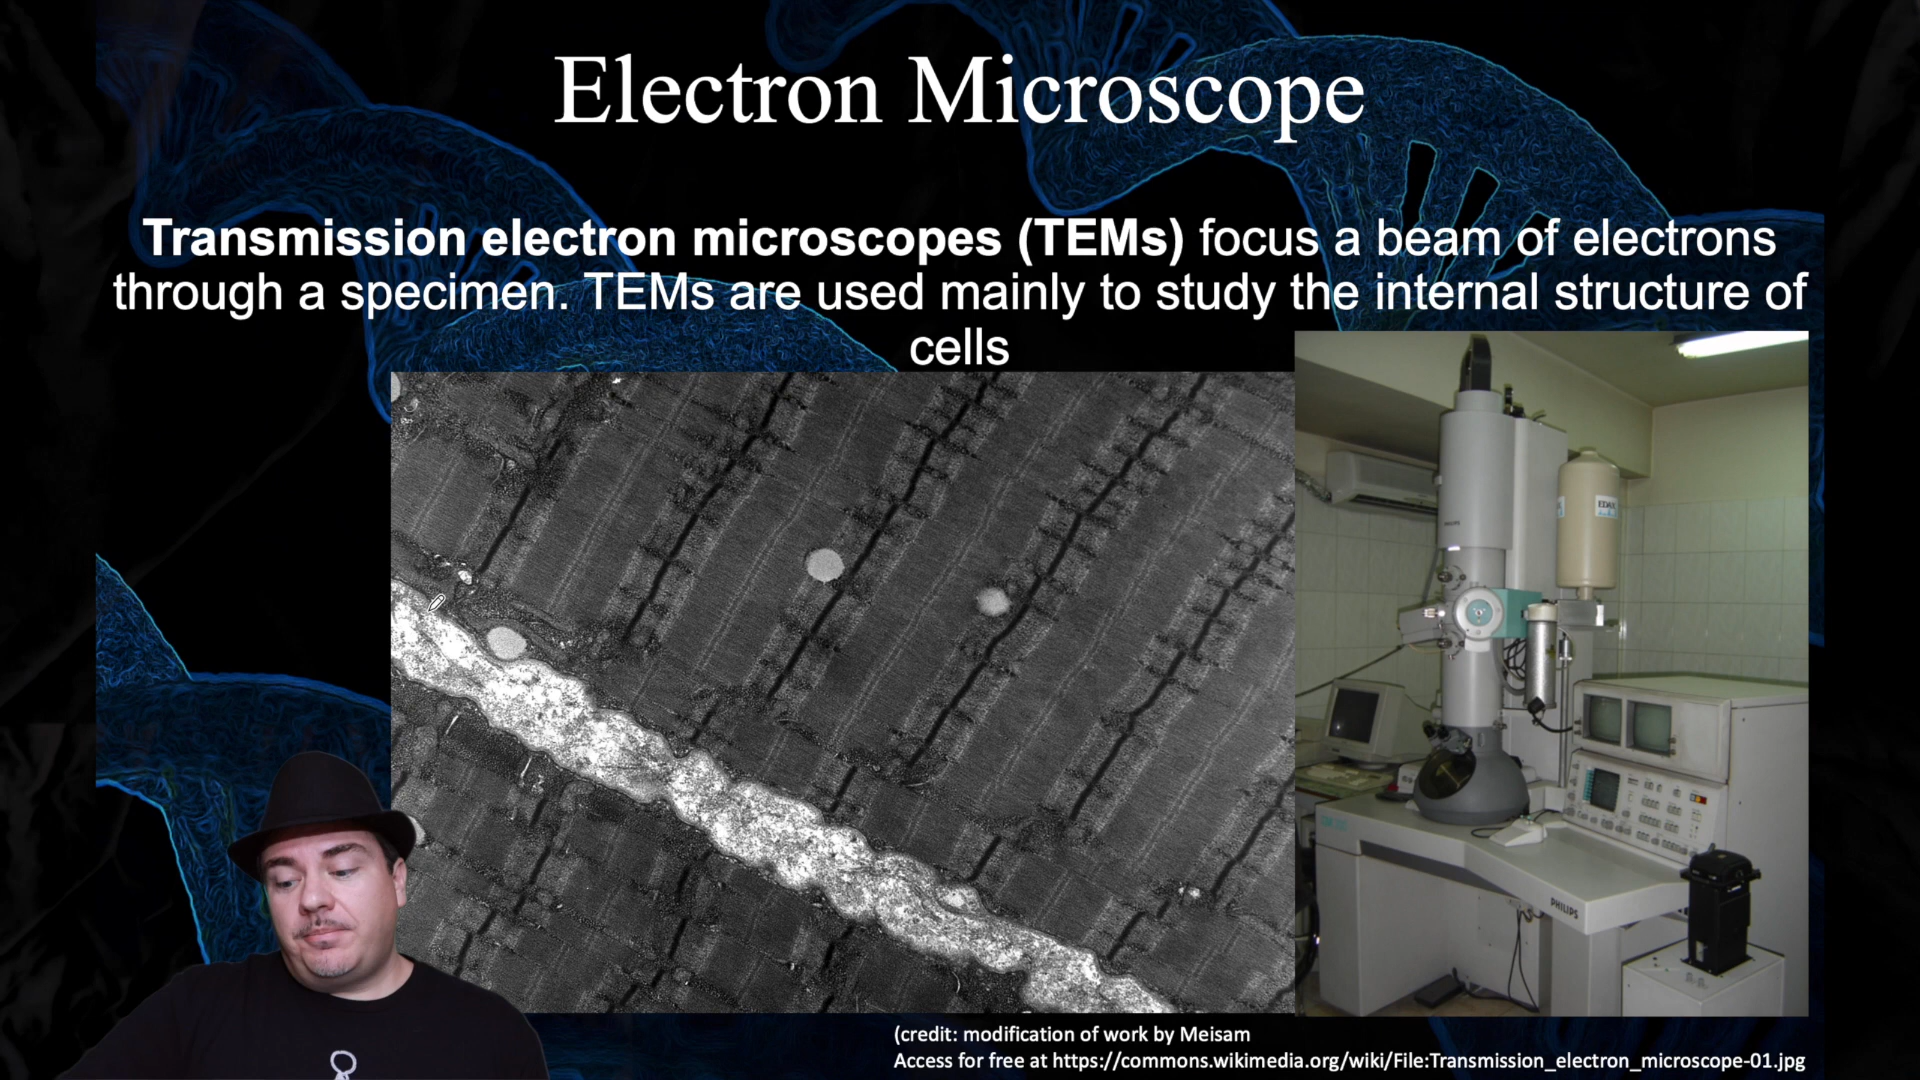 Electron Microscope
Transmission electron microscopes (TEMs) focus a beam of electrons
through a specimen. TEMs are used mainly to study the internal structure of
cells
EDAX
PHILIPS
(credit: modification of work by Meisam
Access for free at https://commons.wikimedia.org/wiki/File:Transmission_electron_microscope-01.jpg